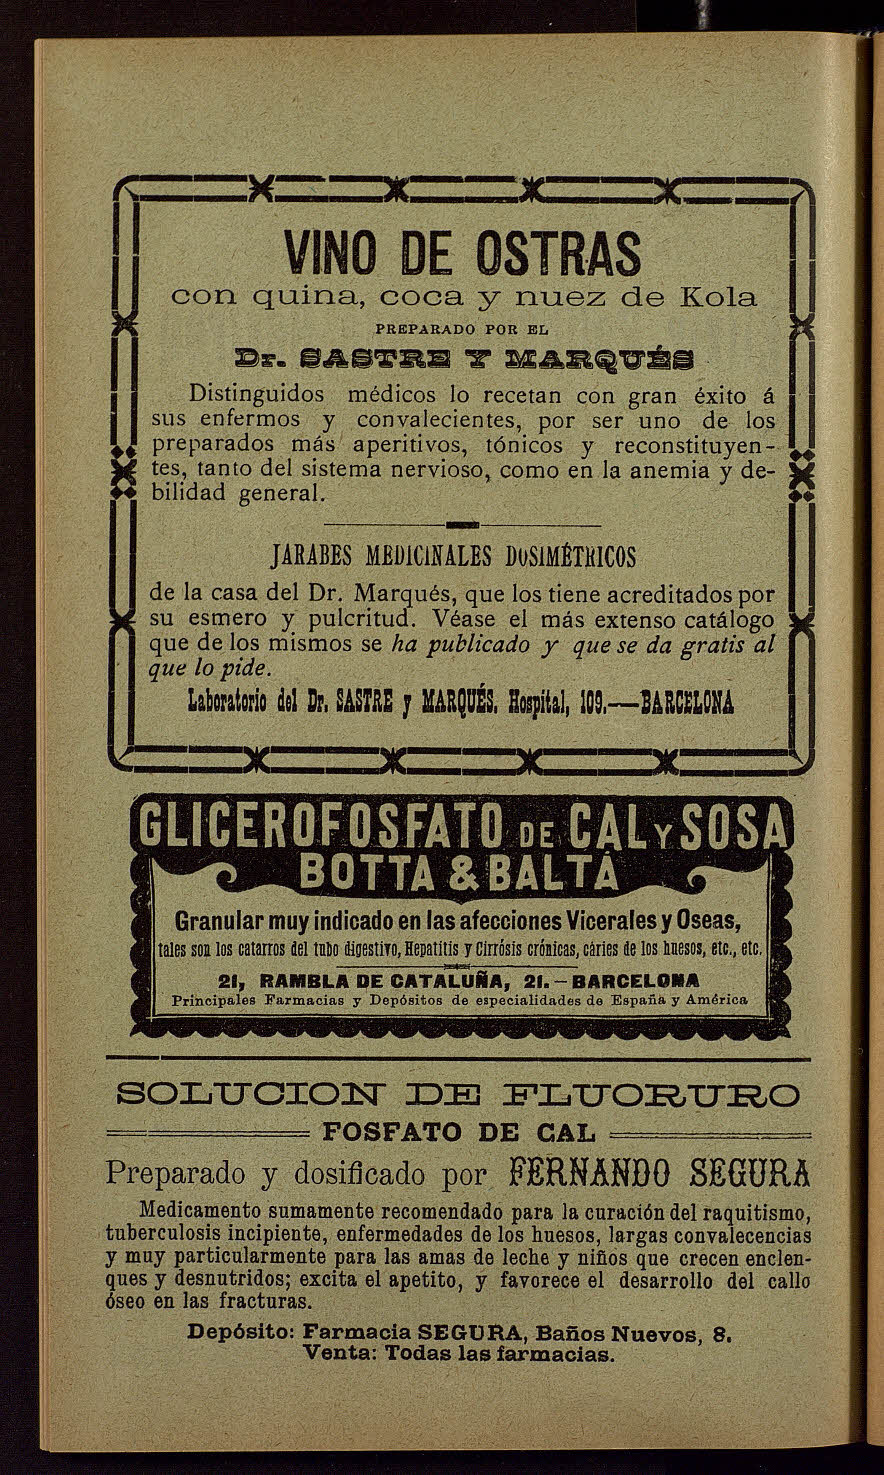 VINO DE OSTRAS
con quina, coca y nuez de Kola
PREPARADO POR EL
Dr. SASTRE Y MARQUÉS
Distinguidos médicos lo recetan con gran éxito á
sus enfermos y convalecientes, por ser uno de los
preparados más aperitivos, tónicos y reconstituyen-
tes, tanto del sistema nervioso, como en la anemia y de-
bilidad general.
JARABES MEDICINALES DOSIMÉTRICOS
de la casa del Dr. Marqués, que los tiene acreditados por
su esmero y pulcritud. Véase el más extenso catálogo
que de los mismos se ha publicado y que se da gratis al
que lo pide.
Laboratorio del Dr. SASTRE y MARQUÉS. Hospital, 109.—BARCELONA
GLICEROFOSFATO DE CAL Y SOSA
BOTTA & BALTÁ
Granular muy indicado en las afecciones Vicerales y Oseas,
tales son los catarros del tubo digestivo, Hepatitis y Cirrósis crónicas, cáries de los huesos, etc., etc.
21, RAMBLA DE CATALUÑA, 21.—BARCELONA
Principales Farmacias y Depósitos de especialidades de España y América
SOLUCION DE FLUORURO
FOSFATO DE CAL
Preparado y dosificado por FERNANDO SEGURA
Medicamento sumamente recomendado para la curación del raquitismo,
tuberculosis incipiente, enfermedades de los huesos, largas convalecencias
y muy particularmente para las amas de leche y niños que crecen enclen-
ques y desnutridos; excita el apetito, y favorece el desarrollo del callo
óseo en las fracturas.
Depósito: Farmacia SEGURA, Baños Nuevos, 8.
Venta: Todas las farmacias.